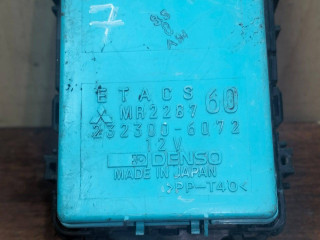 7
ETACS
MR2287 60
232300-6072
12V
DENSO
MADE IN JAPAN
>PP-T40<